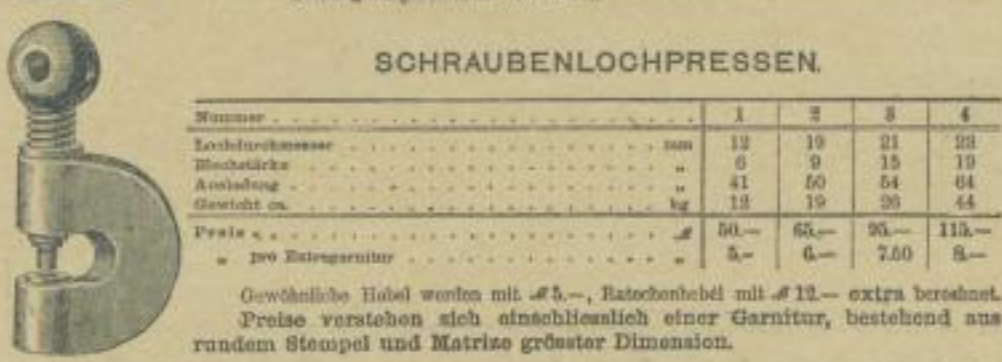 SCHRAUBENLOCHPRESSEN.
Nummer 1 2 3 4
Lochdurchmesser mm 12 19 21 23
Blechstärke „ 6 9 15 19
Ausladung „ 41 50 54 64
Gewicht ca. kg 12 19 26 44
Preis ℳ 50.— 65.— 95.— 115.—
„ pro Extragarnitur „ 5.- 6.— 7.50 8.—
Gewöhnliche Hebel werden mit ℳ 5.—, Ratschenhebel mit ℳ 12.— extra berechnet.
Preise verstehen sich einschliesslich einer Garnitur, bestehend aus
rundem Stempel und Matrize grösster Dimension.